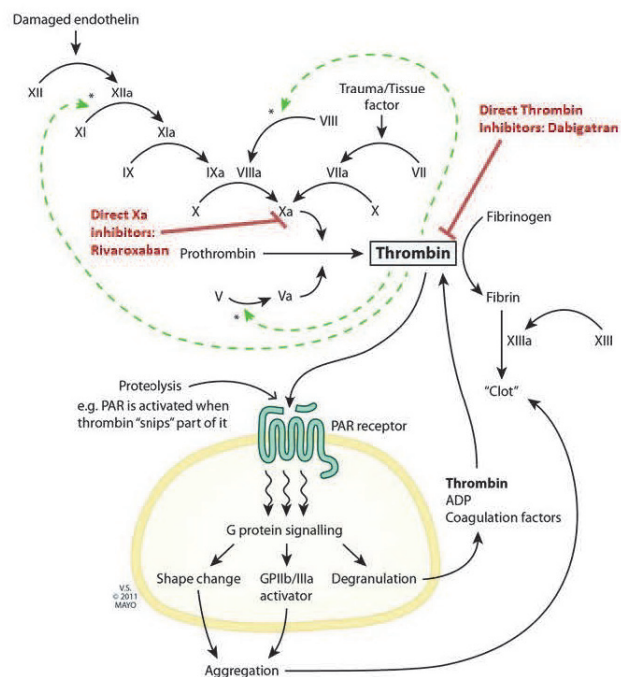 Damaged endothelin
XII
XIIa
*
XI
XIa
IX
IXa
VIIIa
*
VIII
Trauma/Tissue
factor
VIIa
VII
Direct Thrombin
inhibitors: Dabigatran
X
Xa
X
Direct Xa
inhibitors:
Rivaroxaban
Prothrombin
Thrombin
Fibrinogen
V
Va
*
Fibrin
XIIIa
XIII
"Clot"
Proteolysis
e.g. PAR is activated when
thrombin "snips" part of it
PAR receptor
Thrombin
ADP
Coagulation factors
G protein signalling
Shape change
GPIIb/IIIa
activator
Degranulation
V.S.
© 2011
MAYO
Aggregation